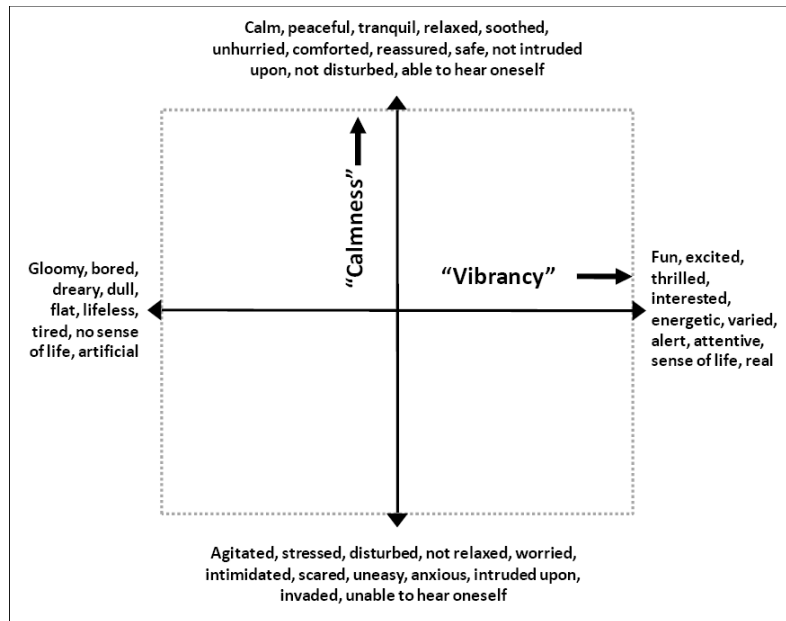 Calm, peaceful, tranquil, relaxed, soothed,
unhurried, comforted, reassured, safe, not intruded
upon, not disturbed, able to hear oneself
“Calmness”
“Vibrancy”
Gloomy, bored,
dreary, dull,
flat, lifeless,
tired, no sense
of life, artificial
Fun, excited,
thrilled,
interested,
energetic, varied,
alert, attentive,
sense of life, real
Agitated, stressed, disturbed, not relaxed, worried,
intimidated, scared, uneasy, anxious, intruded upon,
invaded, unable to hear oneself